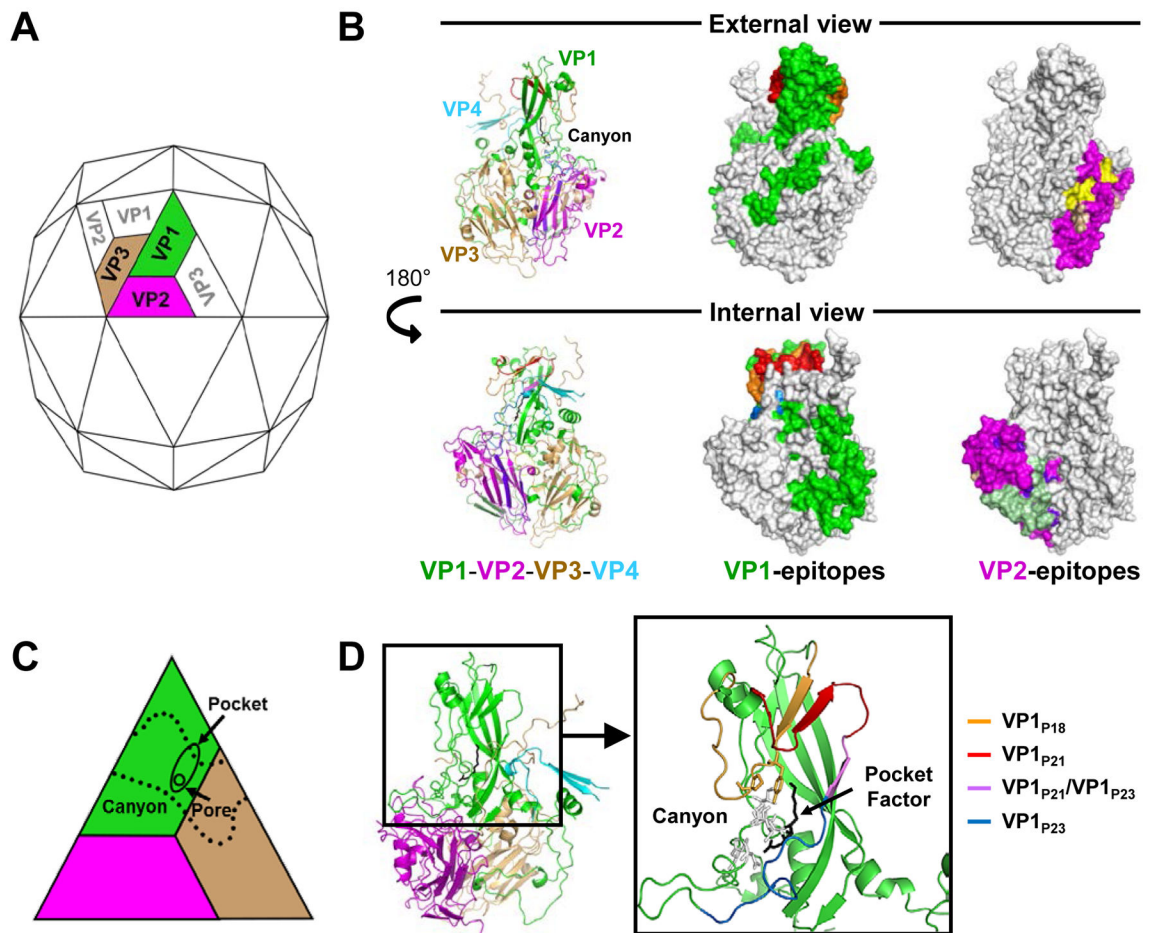 A
VP1
VP2
VP3
VP1
VP2
VP3
B
External view
VP1
VP4
Canyon
VP2
VP3
180°
Internal view
VP1-VP2-VP3-VP4
VP1-epitopes
VP2-epitopes
C
Pocket
Canyon
Pore
D
Canyon
Pocket
Factor
VP1P18
VP1P21
VP1P21/VP1P23
VP1P23